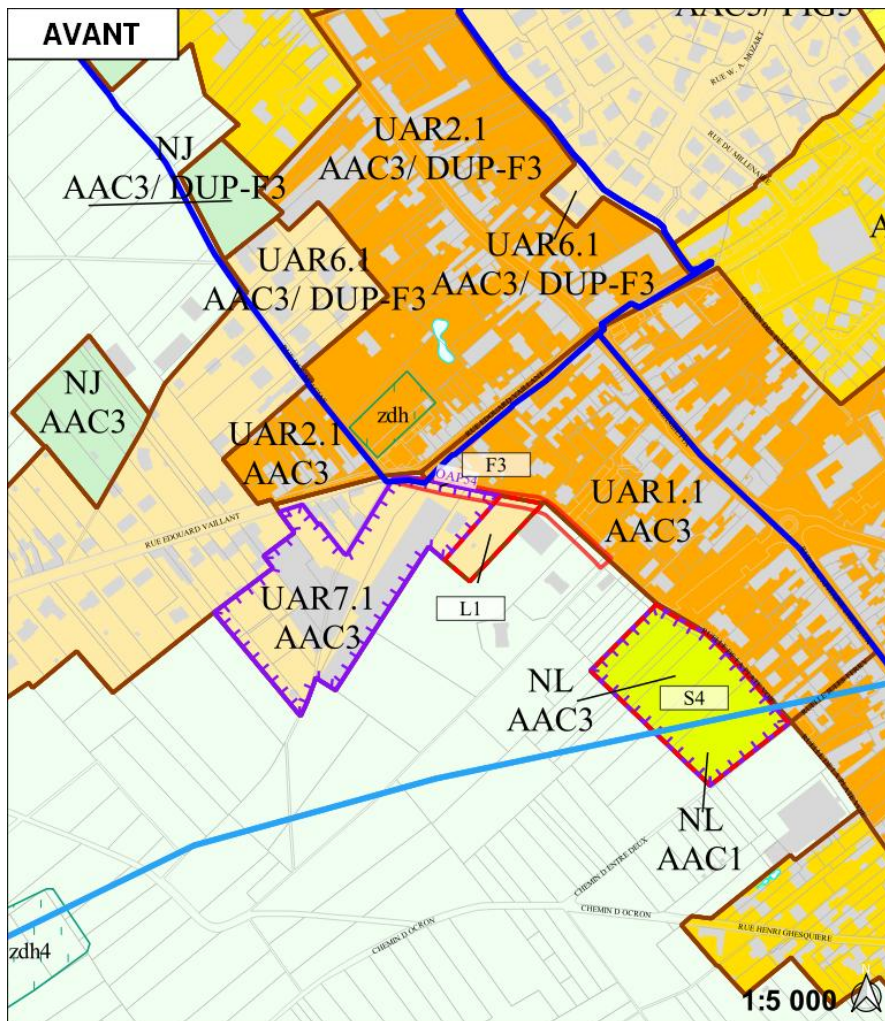 AVANT
AAC3/ PIG3
RUE W. A. MOZART
RUE DU MILLENAIRE
UAR2.1
AAC3/ DUP-F3
NJ
AAC3/ DUP-F3
UAR6.1
AAC3/ DUP-F3
UAR6.1
AAC3/ DUP-F3
NJ
AAC3
zdh
RUE EDOUARD VAILLANT
UAR2.1
AAC3
F3
OAP54
UAR1.1
AAC3
RUE EDOUARD VAILLANT
UAR7.1
AAC3
L1
NL
AAC3
S4
NL
AAC1
CHEMIN D ENTRE DEUX
CHEMIN D OCRON
CHEMIN D OCRON
RUE HENRI GHESQUIERE
zdh4
N
1:5 000